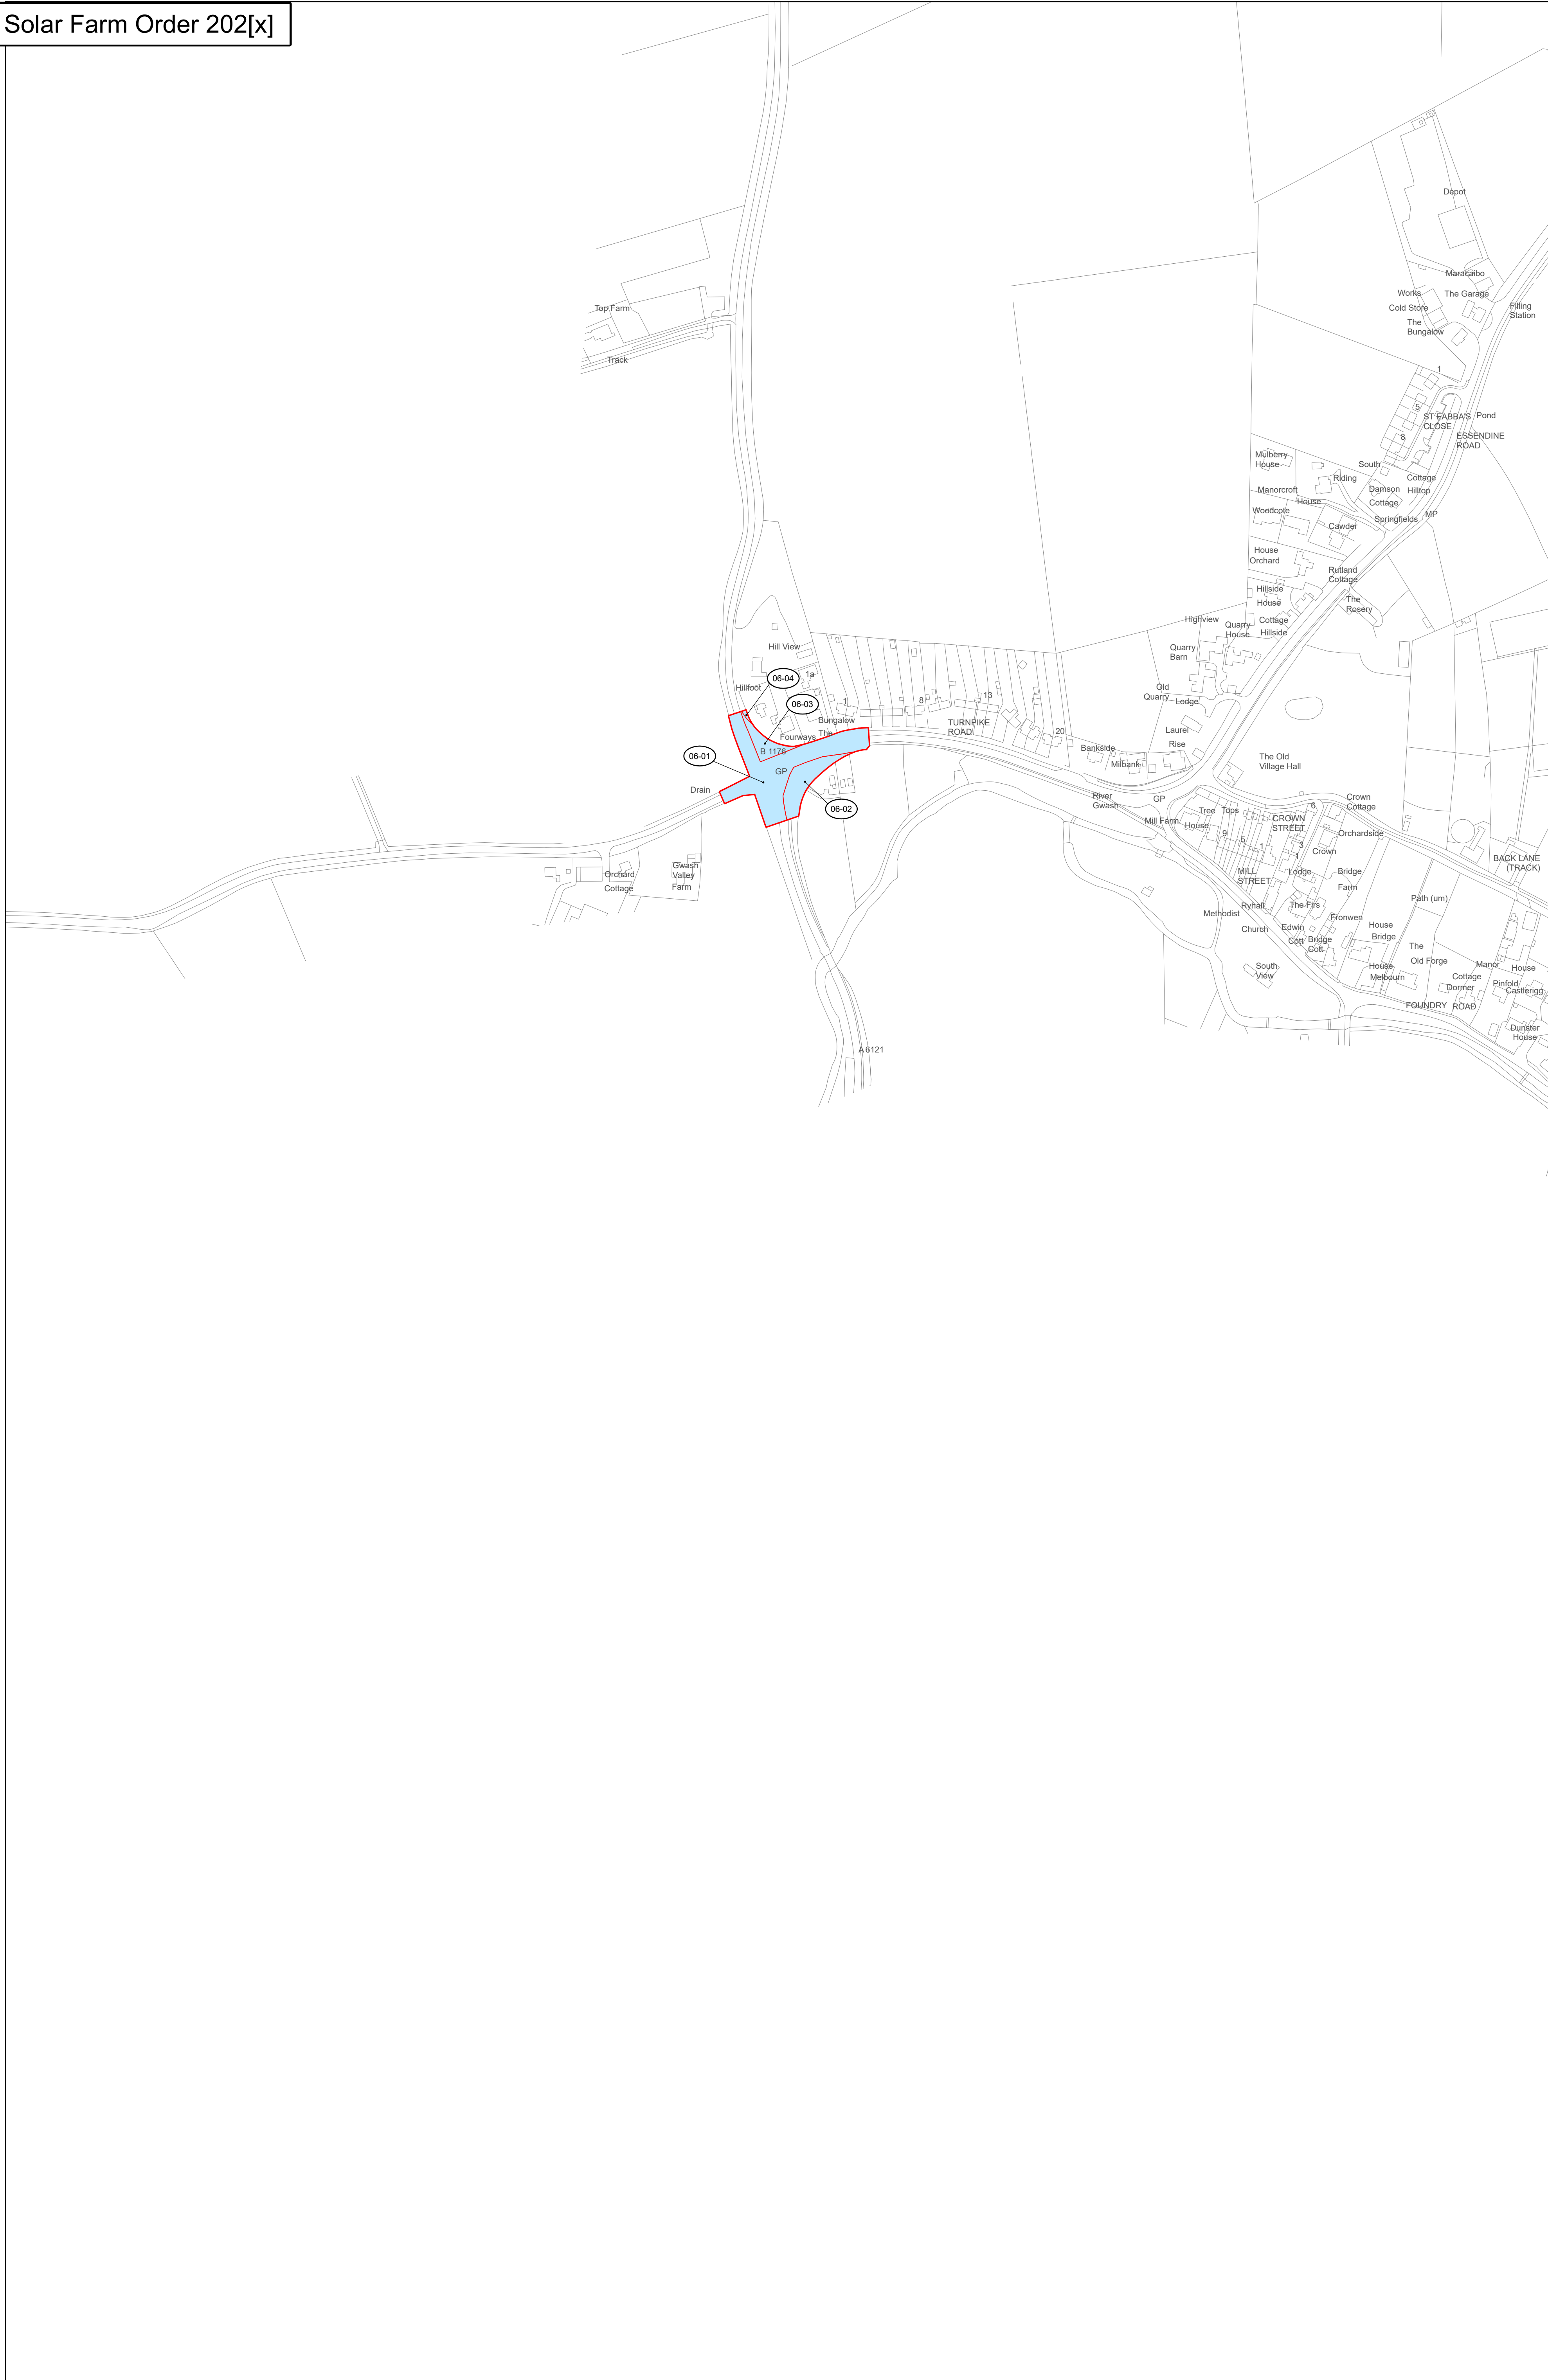 Solar Farm Order 202[x]
Depot
Maracaibo
Works
The Garage
Cold Store
Filling
Station
The
Bungalow
Top Farm
Track
1
5
ST EABBA'S
CLOSE
Pond
8
ESSENDINE
ROAD
Mulberry
House
South
Riding
Cottage
Manorcroft
Damson
Hilltop
House
Cottage
Woodcote
Springfields
MP
Cawder
House
Orchard
Rutland
Cottage
Hillside
House
The
Rosery
Highview
Cottage
Quarry
House
Hillside
Hill View
Quarry
Barn
1a
06-04
Hillfoot
Old
Quarry
13
1
8
Lodge
06-03
Bungalow
TURNPIKE
ROAD
Laurel
20
Fourways
The
Rise
Bankside
B 1176
06-01
The Old
Village Hall
Milbank
GP
Drain
River
Gwash
GP
Crown
Cottage
06-02
Tree
Tops
6
Mill Farm
CROWN
STREET
House
Orchardside
9
5
1
3
Crown
1
BACK LANE
(TRACK)
Gwash
Valley
Farm
Orchard
Cottage
MILL
STREET
Lodge
Bridge
Farm
Path (um)
Ryhall
The Firs
Methodist
Fronwen
Church
Edwin
Cott
House
Bridge
Bridge
Cott
The
Old Forge
South
View
House
Melbourn
Manor
House
Cottage
Dormer
Pinfold
Castlerigg
FOUNDRY
ROAD
Dunster
House
A 6121